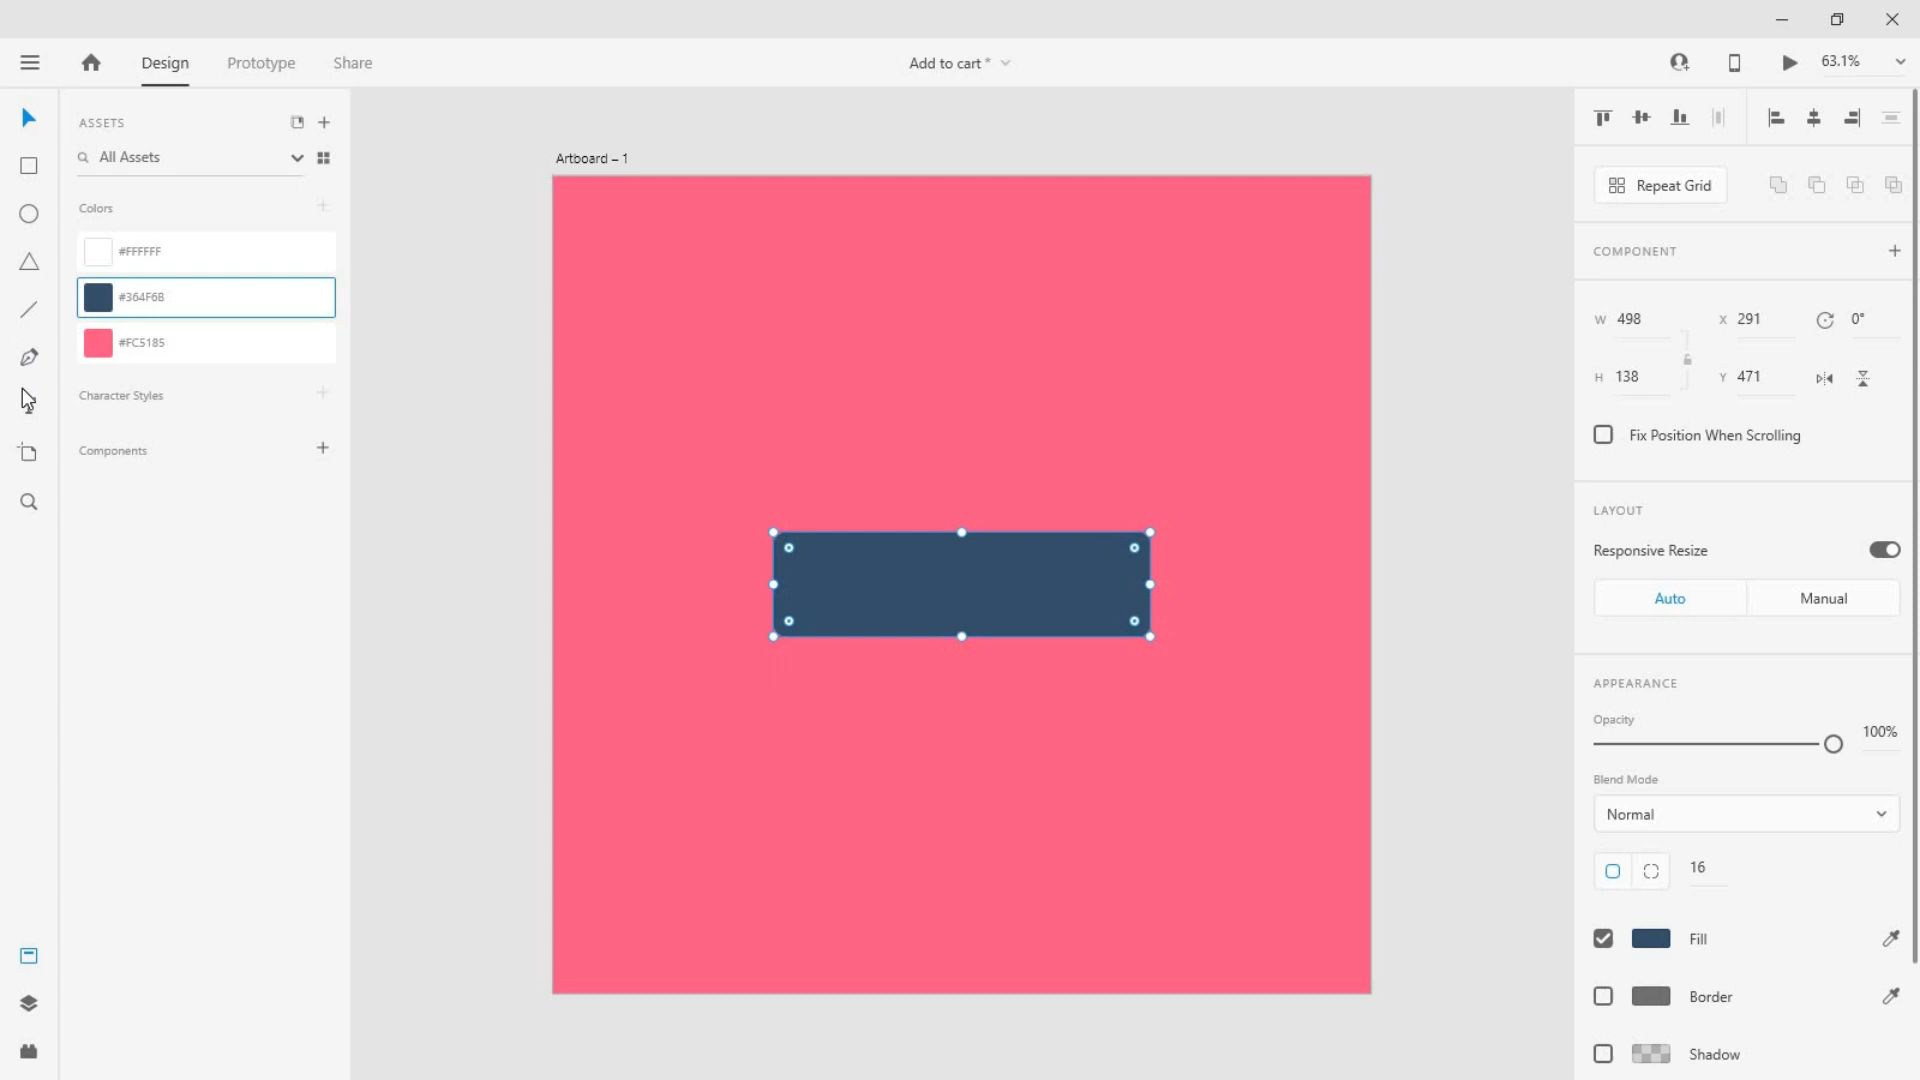 Design
Prototype
Share
Add to cart *
63.1%
ASSETS
All Assets
Colors
#FFFFFF
#364F6B
#FC5185
Character Styles
Components
Artboard – 1
Repeat Grid
COMPONENT
W 498
X 291
0°
H 138
Y 471
Fix Position When Scrolling
LAYOUT
Responsive Resize
Auto
Manual
APPEARANCE
Opacity
100%
Blend Mode
Normal
16
Fill
Border
Shadow